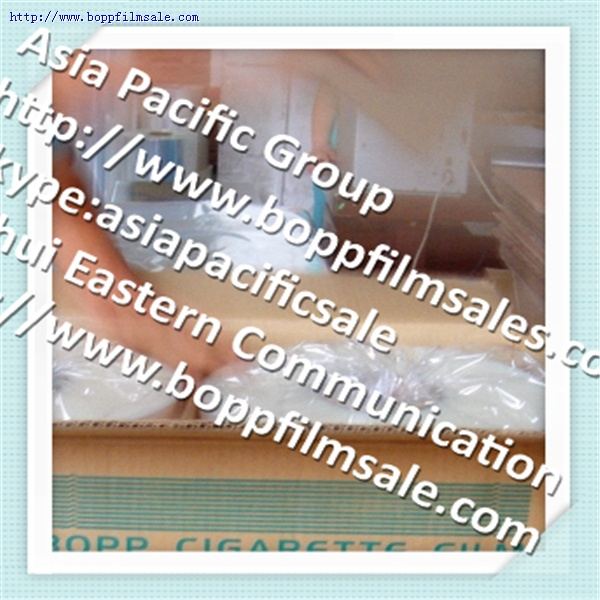 http://www.boppfilmsale.com
Asia Pacific Group
http://www.boppfilmsales.co
kype:asiapacificsale
hui Eastern Communication
//www.boppfilmsale.com
BOPP CIGARETTE FILM